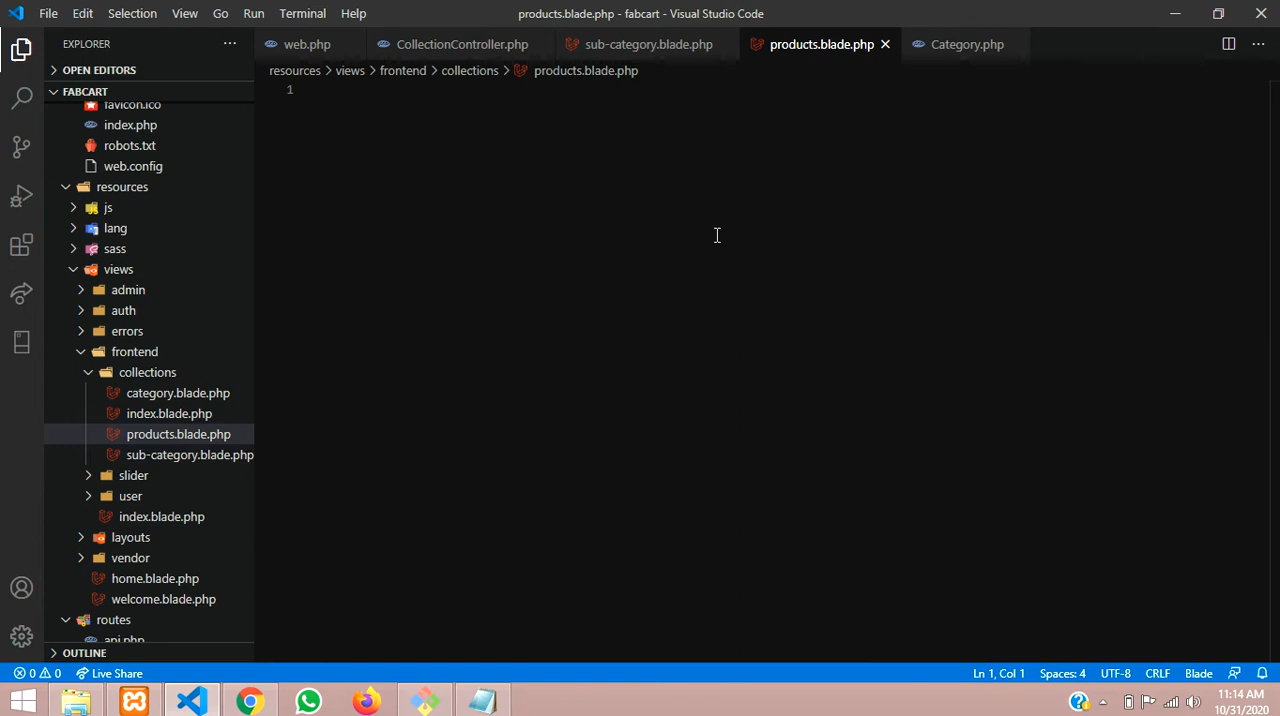 File Edit Selection View Go Run Terminal Help products.blade.php - fabcart - Visual Studio Code
EXPLORER
web.php CollectionController.php sub-category.blade.php products.blade.php Category.php
OPEN EDITORS
resources > views > frontend > collections > products.blade.php
FABCART
1
favicon.ico
index.php
robots.txt
web.config
resources
js
lang
sass
views
admin
auth
errors
frontend
collections
category.blade.php
index.blade.php
products.blade.php
sub-category.blade.php
slider
user
index.blade.php
layouts
vendor
home.blade.php
welcome.blade.php
routes
api.php
OUTLINE
0 0 Live Share Ln 1, Col 1 Spaces: 4 UTF-8 CRLF Blade
11:14 AM
10/31/2020